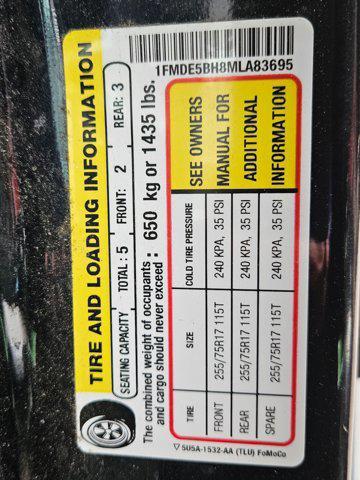 1FMDE5BH8MLA83695
TIRE AND LOADING INFORMATION
SEATING CAPACITY TOTAL : 5 FRONT: 2 REAR: 3
The combined weight of occupants
and cargo should never exceed : 650 kg or 1435 lbs.
TIRE SIZE COLD TIRE PRESSURE
FRONT 255/75R17 115T 240 KPA, 35 PSI
REAR 255/75R17 115T 240 KPA, 35 PSI
SPARE 255/75R17 115T 240 KPA, 35 PSI
SEE OWNERS
MANUAL FOR
ADDITIONAL
INFORMATION
5U5A-1532-AA (TLU) FoMoCo